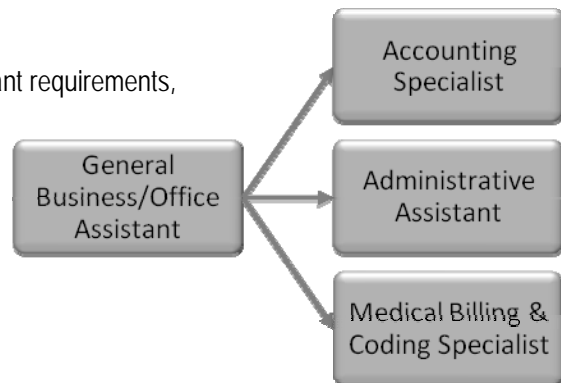 ant requirements,
General
Business/Office
Assistant
Accounting
Specialist
Administrative
Assistant
Medical Billing &
Coding Specialist